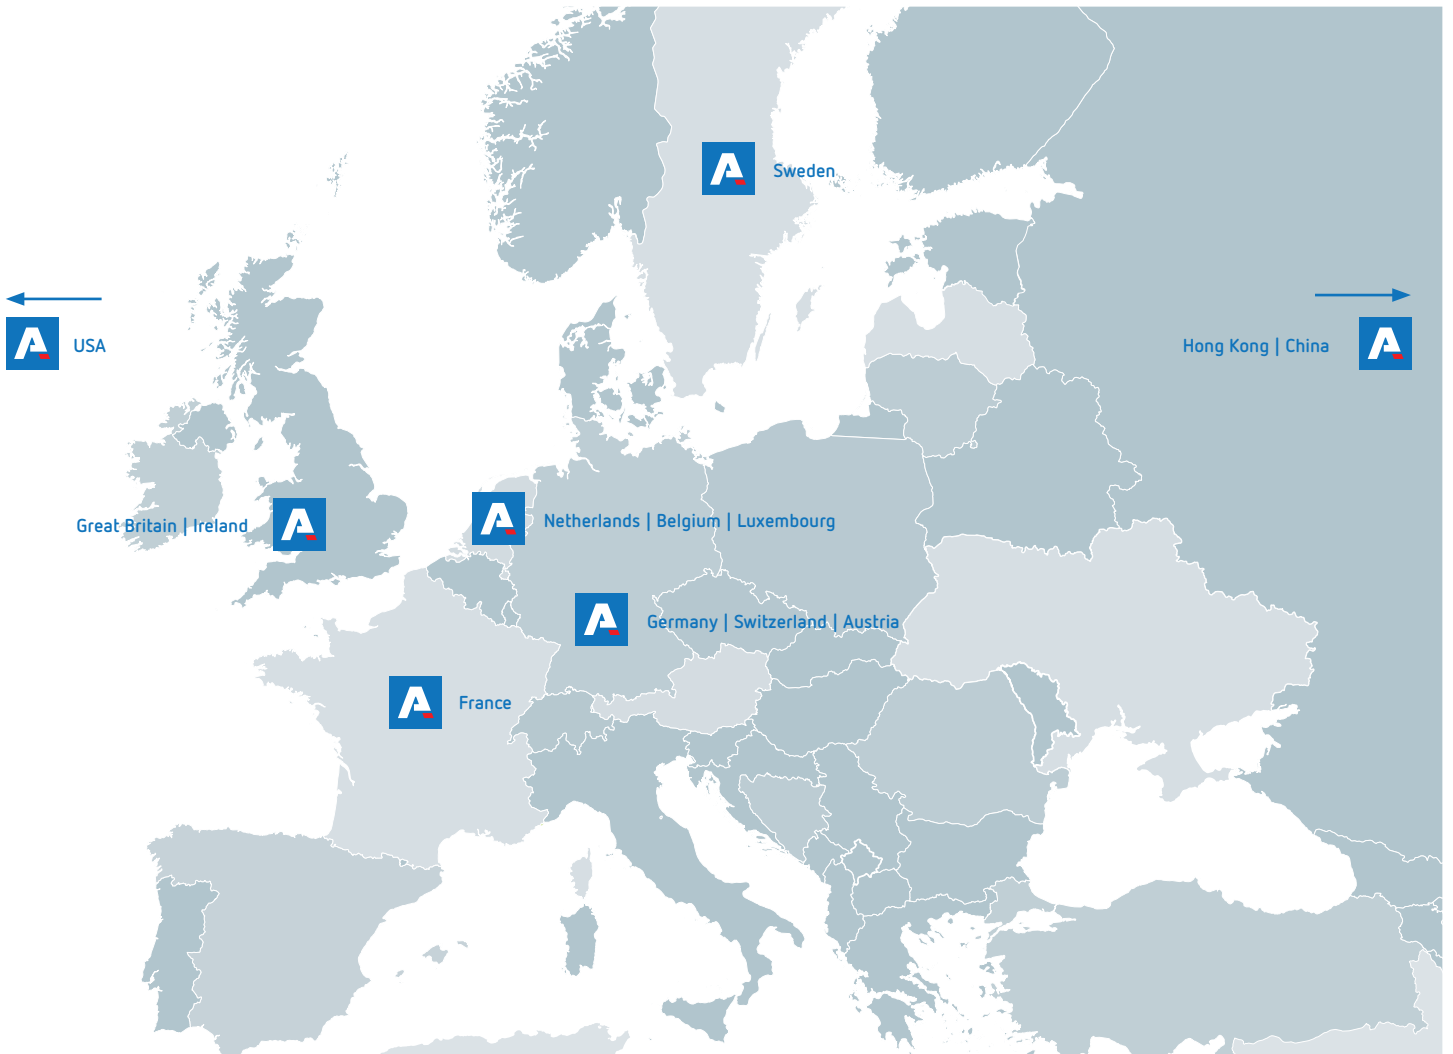 Sweden
USA
Hong Kong | China
Great Britain | Ireland
Netherlands | Belgium | Luxembourg
Germany | Switzerland | Austria
France